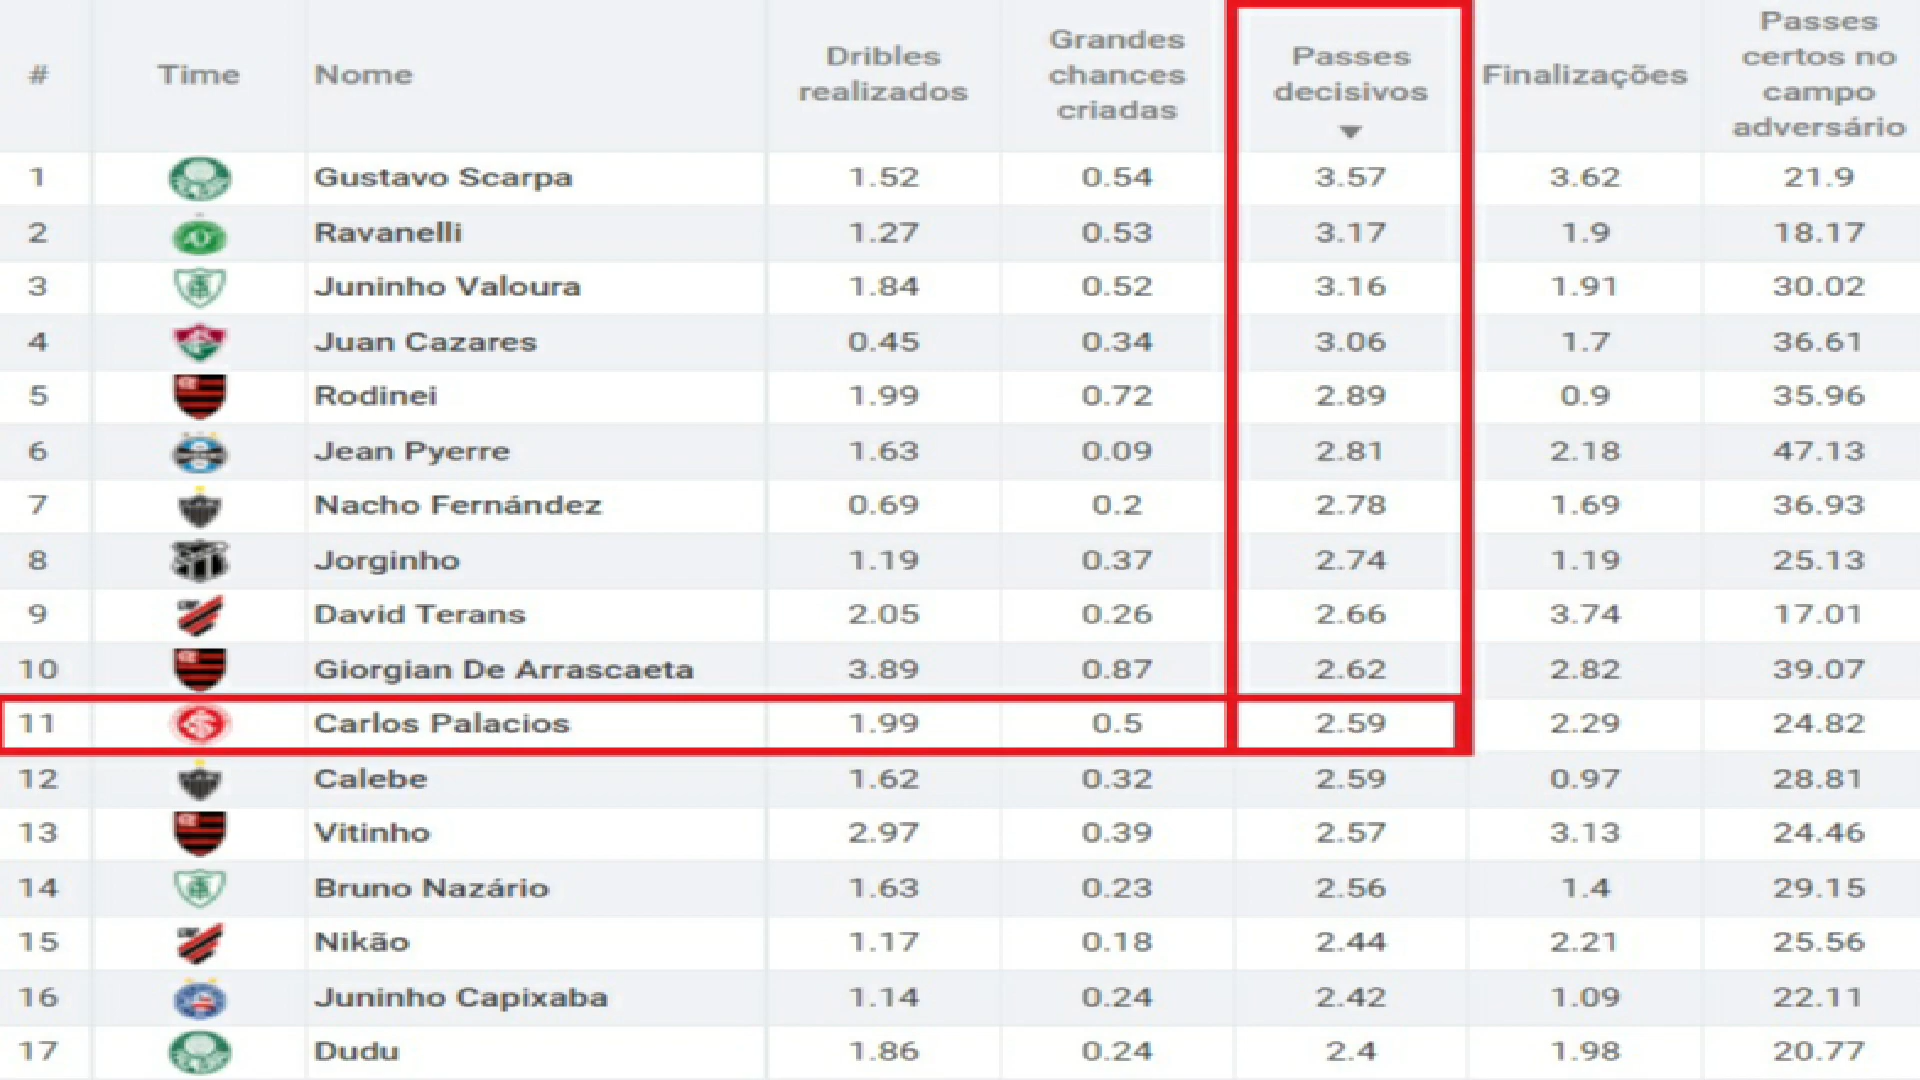 # Time Nome Dribles realizados Grandes chances criadas Passes decisivos ▼ Finalizações Passes certos no campo adversário
1 Gustavo Scarpa 1.52 0.54 3.57 3.62 21.9
2 Ravanelli 1.27 0.53 3.17 1.9 18.17
3 Juninho Valoura 1.84 0.52 3.16 1.91 30.02
4 Juan Cazares 0.45 0.34 3.06 1.7 36.61
5 Rodinei 1.99 0.72 2.89 0.9 35.96
6 Jean Pyerre 1.63 0.09 2.81 2.18 47.13
7 Nacho Fernández 0.69 0.2 2.78 1.69 36.93
8 Jorginho 1.19 0.37 2.74 1.19 25.13
9 David Terans 2.05 0.26 2.66 3.74 17.01
10 Giorgian De Arrascaeta 3.89 0.87 2.62 2.82 39.07
11 Carlos Palacios 1.99 0.5 2.59 2.29 24.82
12 Calebe 1.62 0.32 2.59 0.97 28.81
13 Vitinho 2.97 0.39 2.57 3.13 24.46
14 Bruno Nazário 1.63 0.23 2.56 1.4 29.15
15 Nikão 1.17 0.18 2.44 2.21 25.56
16 Juninho Capixaba 1.14 0.24 2.42 1.09 22.11
17 Dudu 1.86 0.24 2.4 1.98 20.77